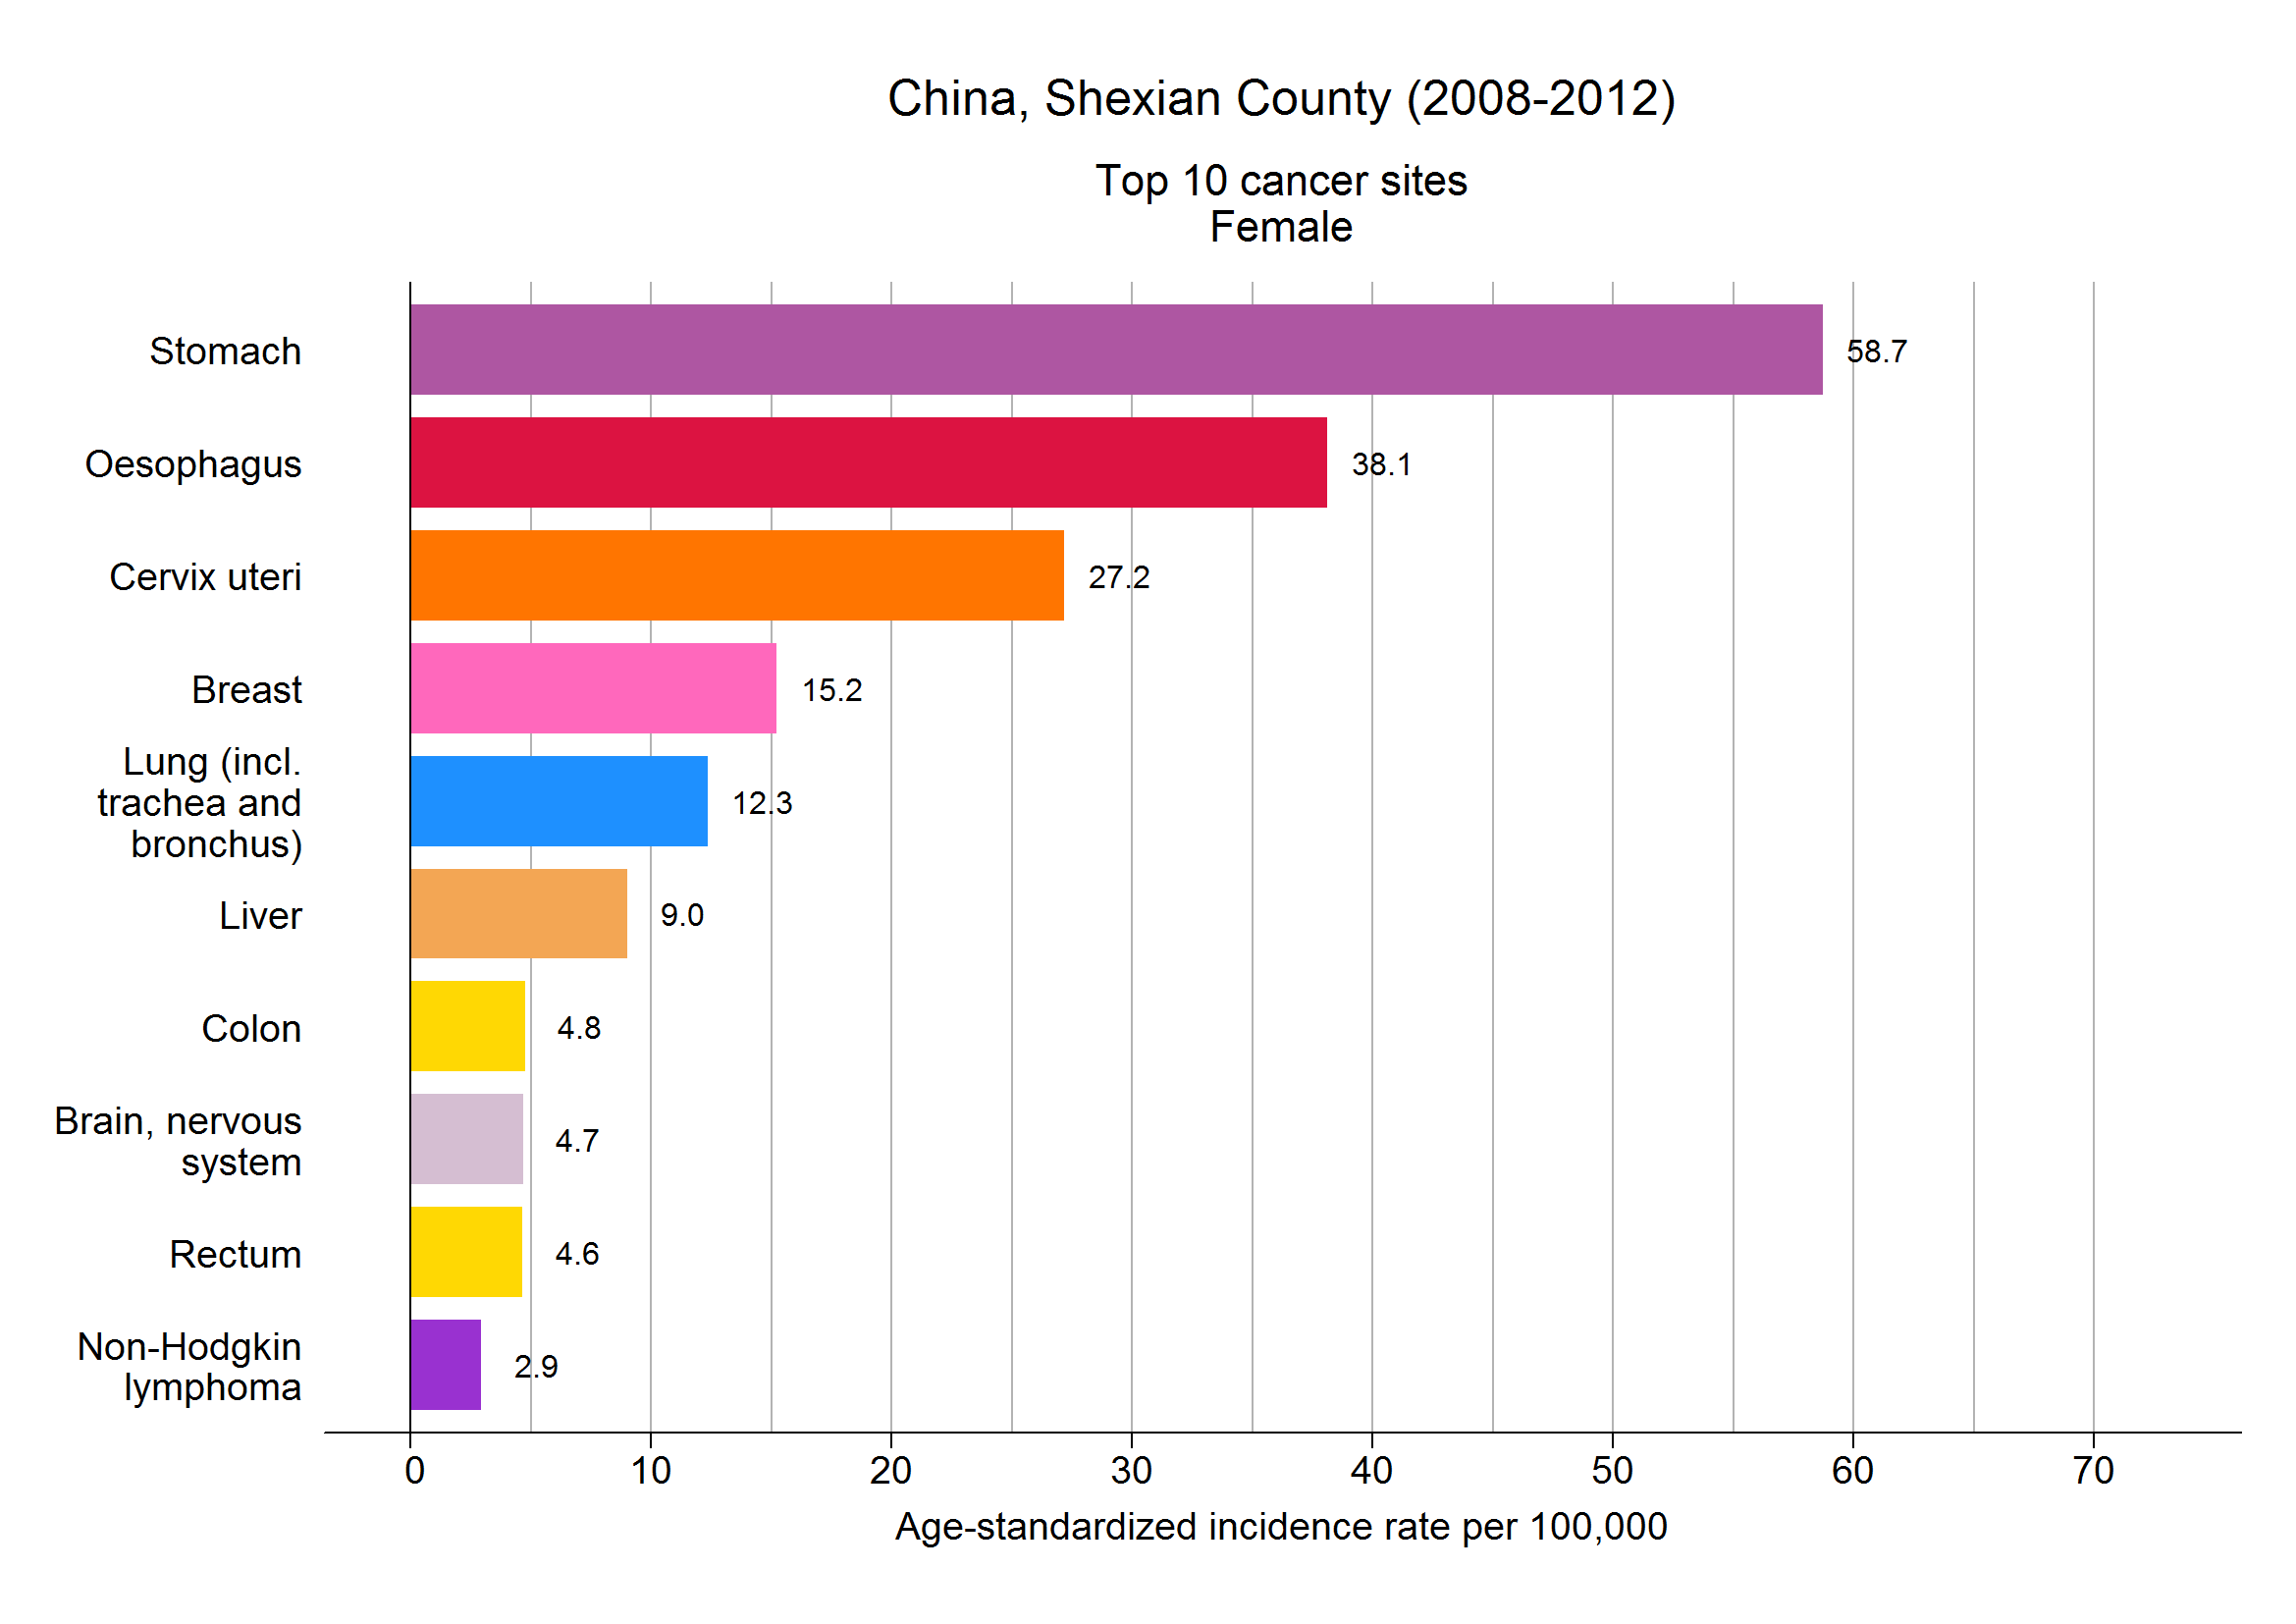 China, Shexian County (2008-2012)
Top 10 cancer sites
Female
Stomach
58.7
Oesophagus
38.1
Cervix uteri
27.2
Breast
15.2
Lung (incl.
trachea and
bronchus)
12.3
Liver
9.0
Colon
4.8
Brain, nervous
system
4.7
Rectum
4.6
Non-Hodgkin
lymphoma
2.9
0 10 20 30 40 50 60 70
Age-standardized incidence rate per 100,000